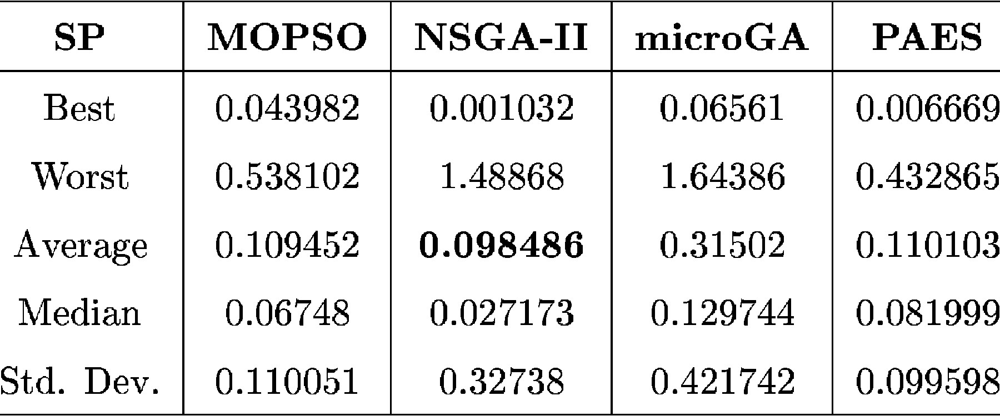 SP MOPSO NSGA-II microGA PAES
Best 0.043982 0.001032 0.06561 0.006669
Worst 0.538102 1.48868 1.64386 0.432865
Average 0.109452 0.098486 0.31502 0.110103
Median 0.06748 0.027173 0.129744 0.081999
Std. Dev. 0.110051 0.32738 0.421742 0.099598